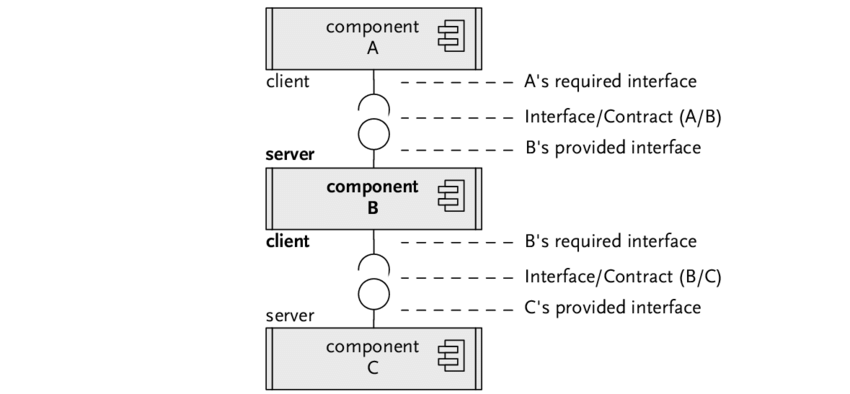 component
A
client
A's required interface
Interface/Contract (A/B)
server
B's provided interface
component
B
client
B's required interface
Interface/Contract (B/C)
server
C's provided interface
component
C